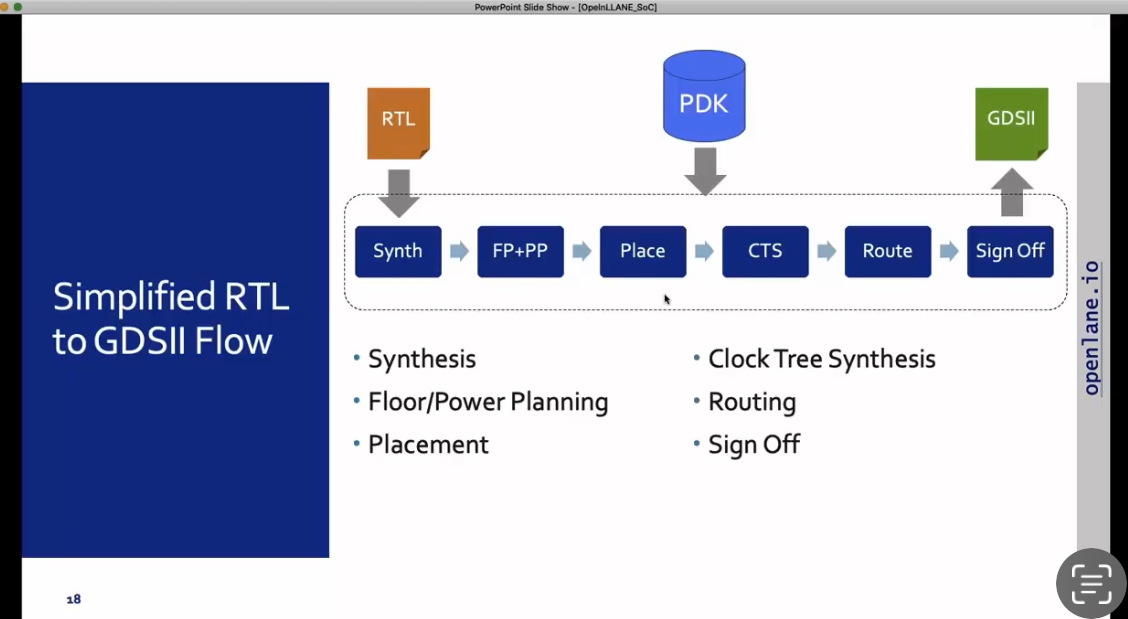 PowerPoint Slide Show - [OpeInLLANE_SoC]
PDK
RTL
GDSII
Synth
FP+PP
Place
CTS
Route
Sign Off
Simplified RTL
to GDSII Flow
openlane.io
• Synthesis
• Floor/Power Planning
• Placement
• Clock Tree Synthesis
• Routing
• Sign Off
18